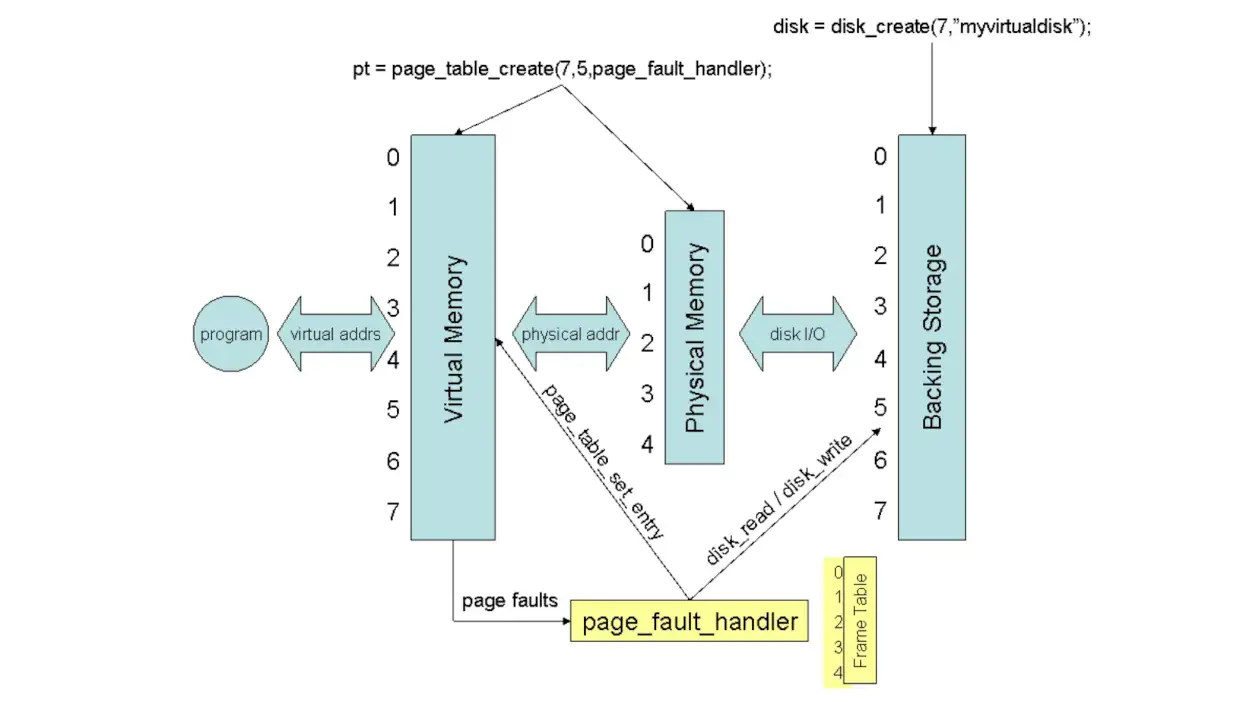 disk = disk_create(7,”myvirtualdisk”);
pt = page_table_create(7,5,page_fault_handler);
program
virtual addrs
0
1
2
3
4
5
6
7
Virtual Memory
physical addr
0
1
2
3
4
Physical Memory
disk I/O
0
1
2
3
4
5
6
7
Backing Storage
page_table_set_entry
disk_read / disk_write
page faults
page_fault_handler
0
1
2
3
4
Frame Table